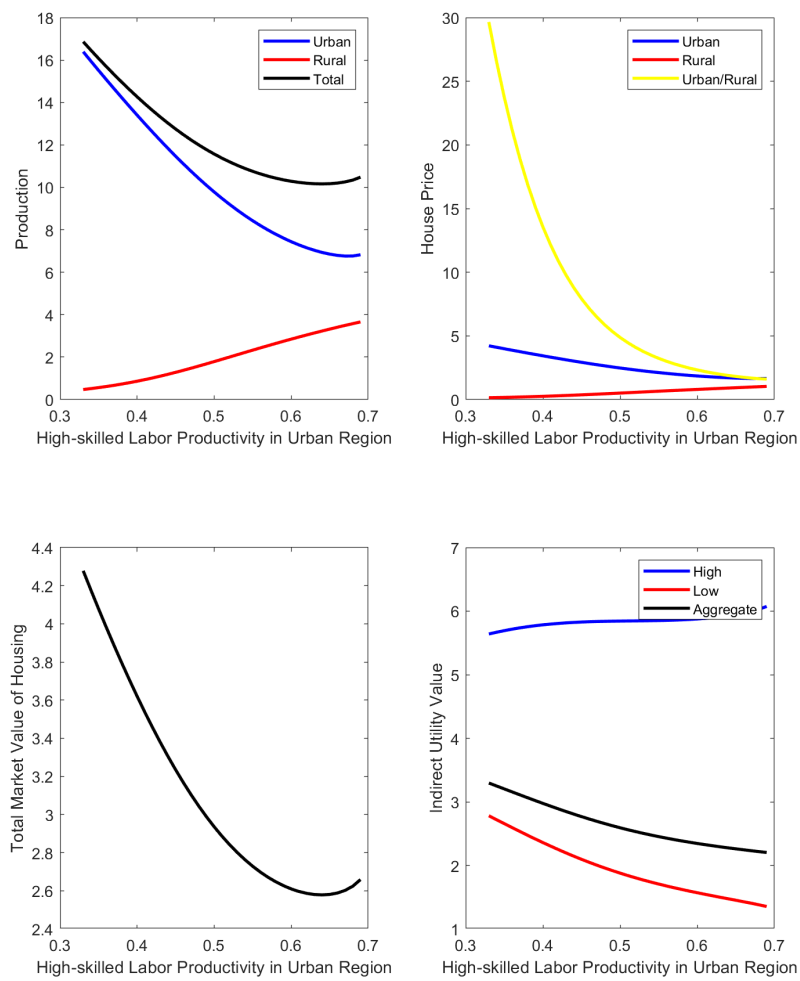 18
16
14
12
10
8
6
4
2
0
Production
0.3 0.4 0.5 0.6 0.7
High-skilled Labor Productivity in Urban Region
Urban
Rural
Total
30
25
20
15
10
5
0
House Price
0.3 0.4 0.5 0.6 0.7
High-skilled Labor Productivity in Urban Region
Urban
Rural
Urban/Rural
4.4
4.2
4
3.8
3.6
3.4
3.2
3
2.8
2.6
2.4
Total Market Value of Housing
0.3 0.4 0.5 0.6 0.7
High-skilled Labor Productivity in Urban Region
7
6
5
4
3
2
1
Indirect Utility Value
0.3 0.4 0.5 0.6 0.7
High-skilled Labor Productivity in Urban Region
High
Low
Aggregate